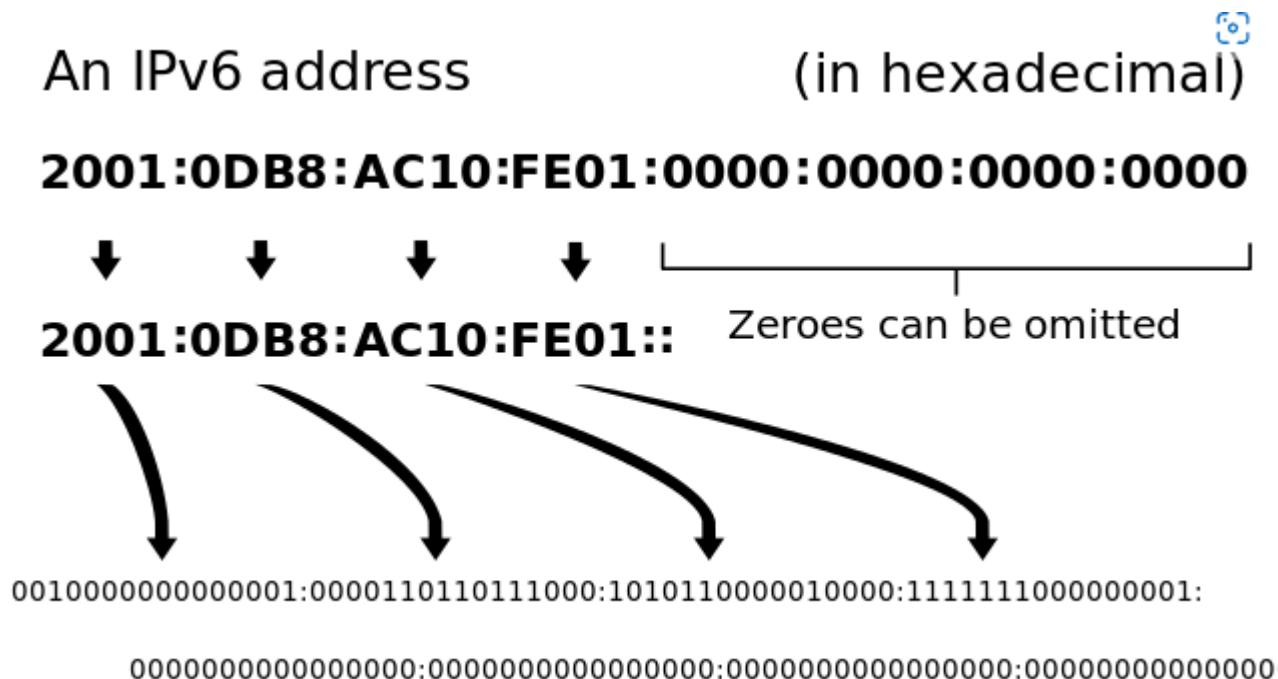 An IPv6 address (in hexadecimal)
2001:0DB8:AC10:FE01:0000:0000:0000:0000
2001:0DB8:AC10:FE01:: Zeroes can be omitted
0010000000000001:0000110110111000:1010110000010000:1111111000000001:
0000000000000000:0000000000000000:0000000000000000:00000000000000